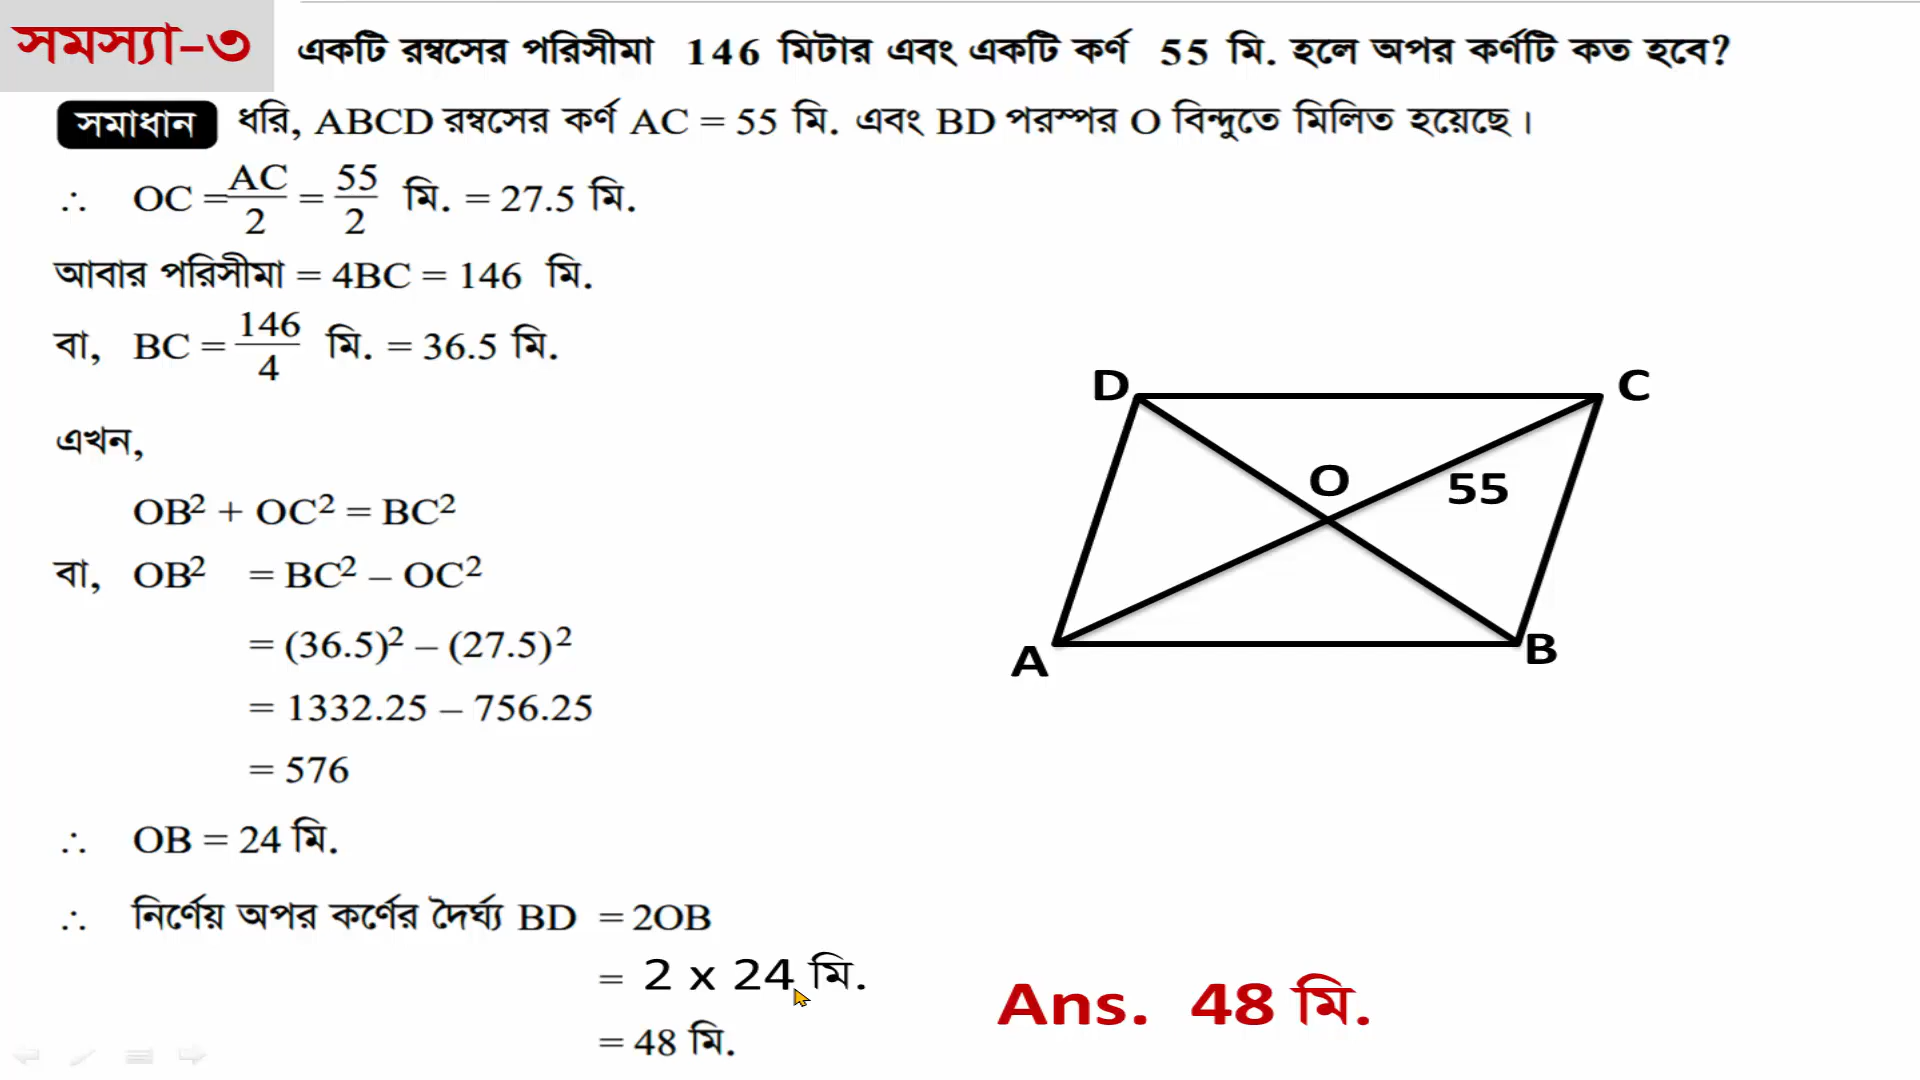 সমস্যা-৩
একটি রম্বসের পরিসীমা 146 মিটার এবং একটি কর্ণ 55 মি. হলে অপর কর্ণটি কত হবে?
সমাধান ধরি, ABCD রম্বসের কর্ণ AC = 55 মি. এবং BD পরস্পর O বিন্দুতে মিলিত হয়েছে।
∴ OC = AC/2 = 55/2 মি. = 27.5 মি.
আবার পরিসীমা = 4BC = 146 মি.
বা, BC = 146/4 মি. = 36.5 মি.
এখন,
OB² + OC² = BC²
বা, OB² = BC² – OC²
= (36.5)² – (27.5)²
= 1332.25 – 756.25
= 576
∴ OB = 24 মি.
∴ নির্ণেয় অপর কর্ণের দৈর্ঘ্য BD = 2OB
= 2 x 24 মি.
= 48 মি.
D
C
O
55
A
B
Ans. 48 মি.